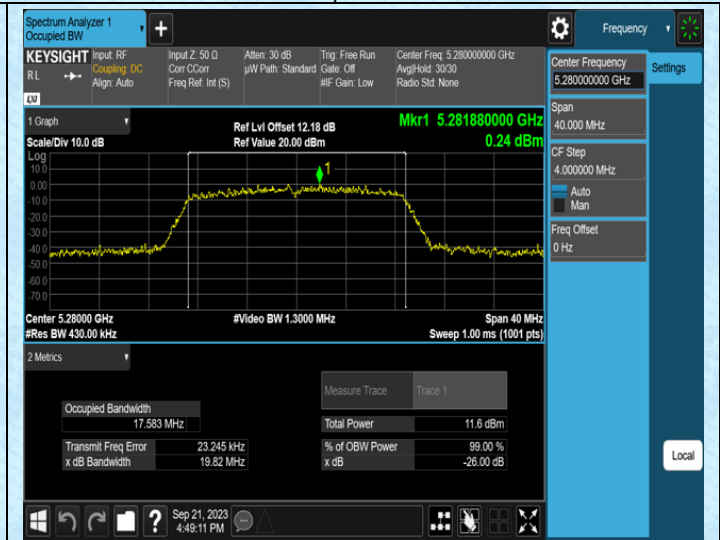 Spectrum Analyzer 1
Occupied BW
+
Frequency
KEYSIGHT
RL
LXI
Input: RF
Coupling: DC
Align: Auto
Input Z: 50 Ω
Corr CCorr
Freq Ref: Int (S)
Atten: 30 dB
µW Path: Standard
Trig: Free Run
Gate: Off
#IF Gain: Low
Center Freq: 5.280000000 GHz
Avg|Hold: 30/30
Radio Std: None
Center Frequency
5.280000000 GHz
Settings
Span
40.000 MHz
CF Step
4.000000 MHz
Auto
Man
Freq Offset
0 Hz
1 Graph
Scale/Div 10.0 dB
Ref Lvl Offset 12.18 dB
Ref Value 20.00 dBm
Mkr1 5.281880000 GHz
0.24 dBm
Log
10.0
0.00
-10.0
-20.0
-30.0
-40.0
-50.0
-60.0
-70.0
1
Center 5.28000 GHz
#Res BW 430.00 kHz
#Video BW 1.3000 MHz
Span 40 MHz
Sweep 1.00 ms (1001 pts)
2 Metrics
Measure Trace Trace 1
Occupied Bandwidth
17.583 MHz
Total Power 11.6 dBm
Transmit Freq Error 23.245 kHz
% of OBW Power 99.00 %
x dB Bandwidth 19.82 MHz
x dB -26.00 dB
Local
?
Sep 21, 2023
4:49:11 PM